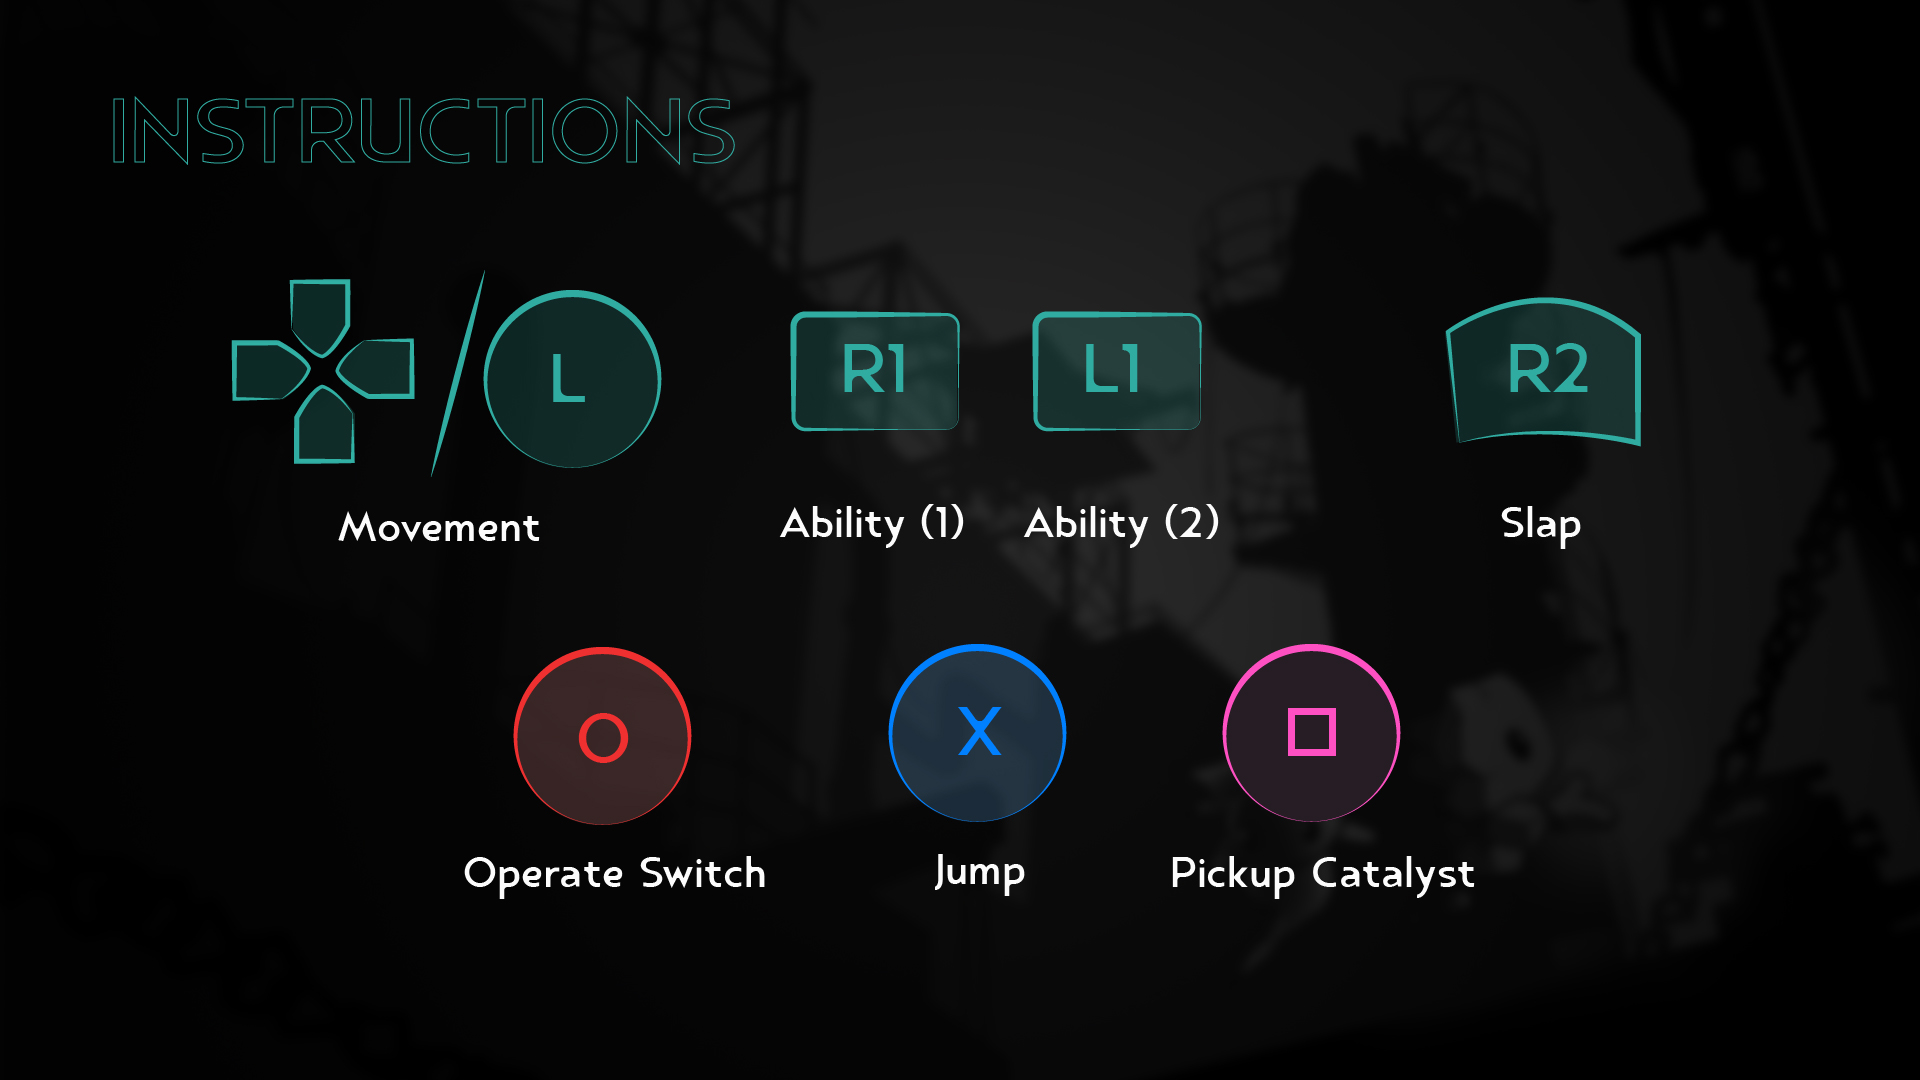 INSTRUCTIONS
L
R1
L1
R2
Movement
Ability (1)
Ability (2)
Slap
X
Operate Switch
Jump
Pickup Catalyst